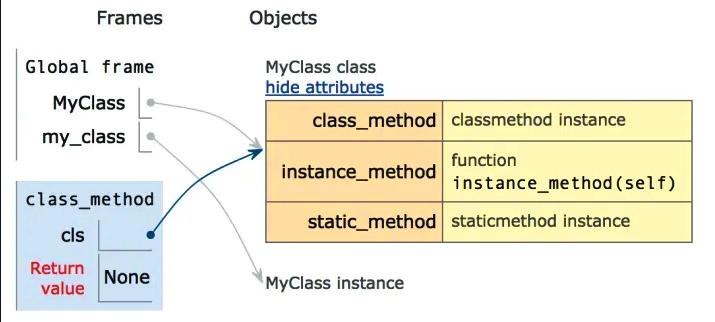 Frames Objects
Global frame
MyClass
my_class
MyClass class
hide attributes
class_method classmethod instance
instance_method function
instance_method(self)
static_method staticmethod instance
class_method
cls
Return
value
None
MyClass instance